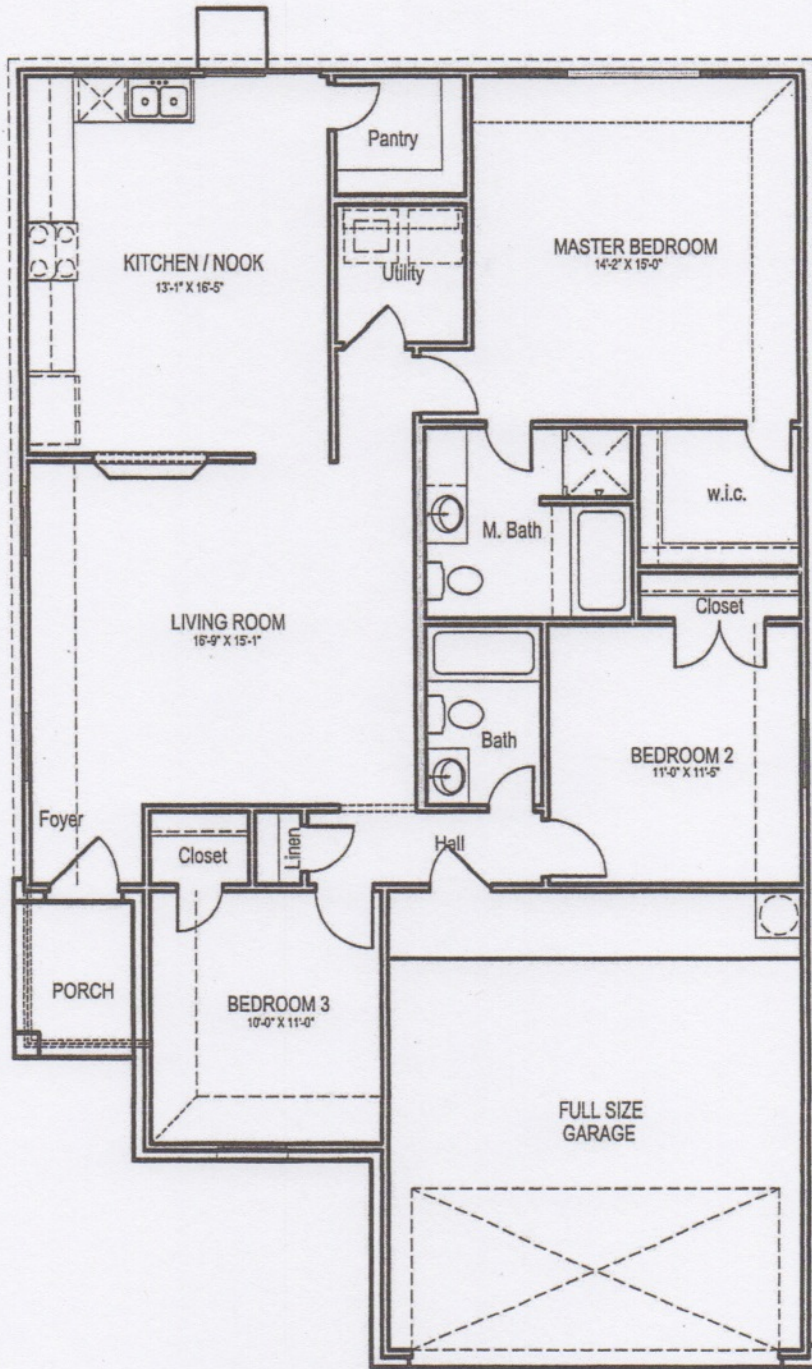 Pantry
KITCHEN / NOOK
13'-1" X 16'-5"
Utility
MASTER BEDROOM
14'-2" X 15'-0"
w.i.c.
M. Bath
Closet
LIVING ROOM
16'-9" X 15'-1"
Bath
BEDROOM 2
11'-0" X 11'-5"
Foyer
Closet
Linen
Hall
PORCH
BEDROOM 3
10'-0" X 11'-0"
FULL SIZE
GARAGE